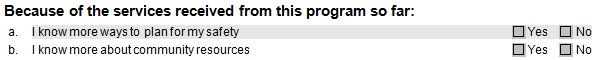 Because of the services received from this program so far:
a. I know more ways to plan for my safety ☐ Yes ☐ No
b. I know more about community resources ☐ Yes ☐ No